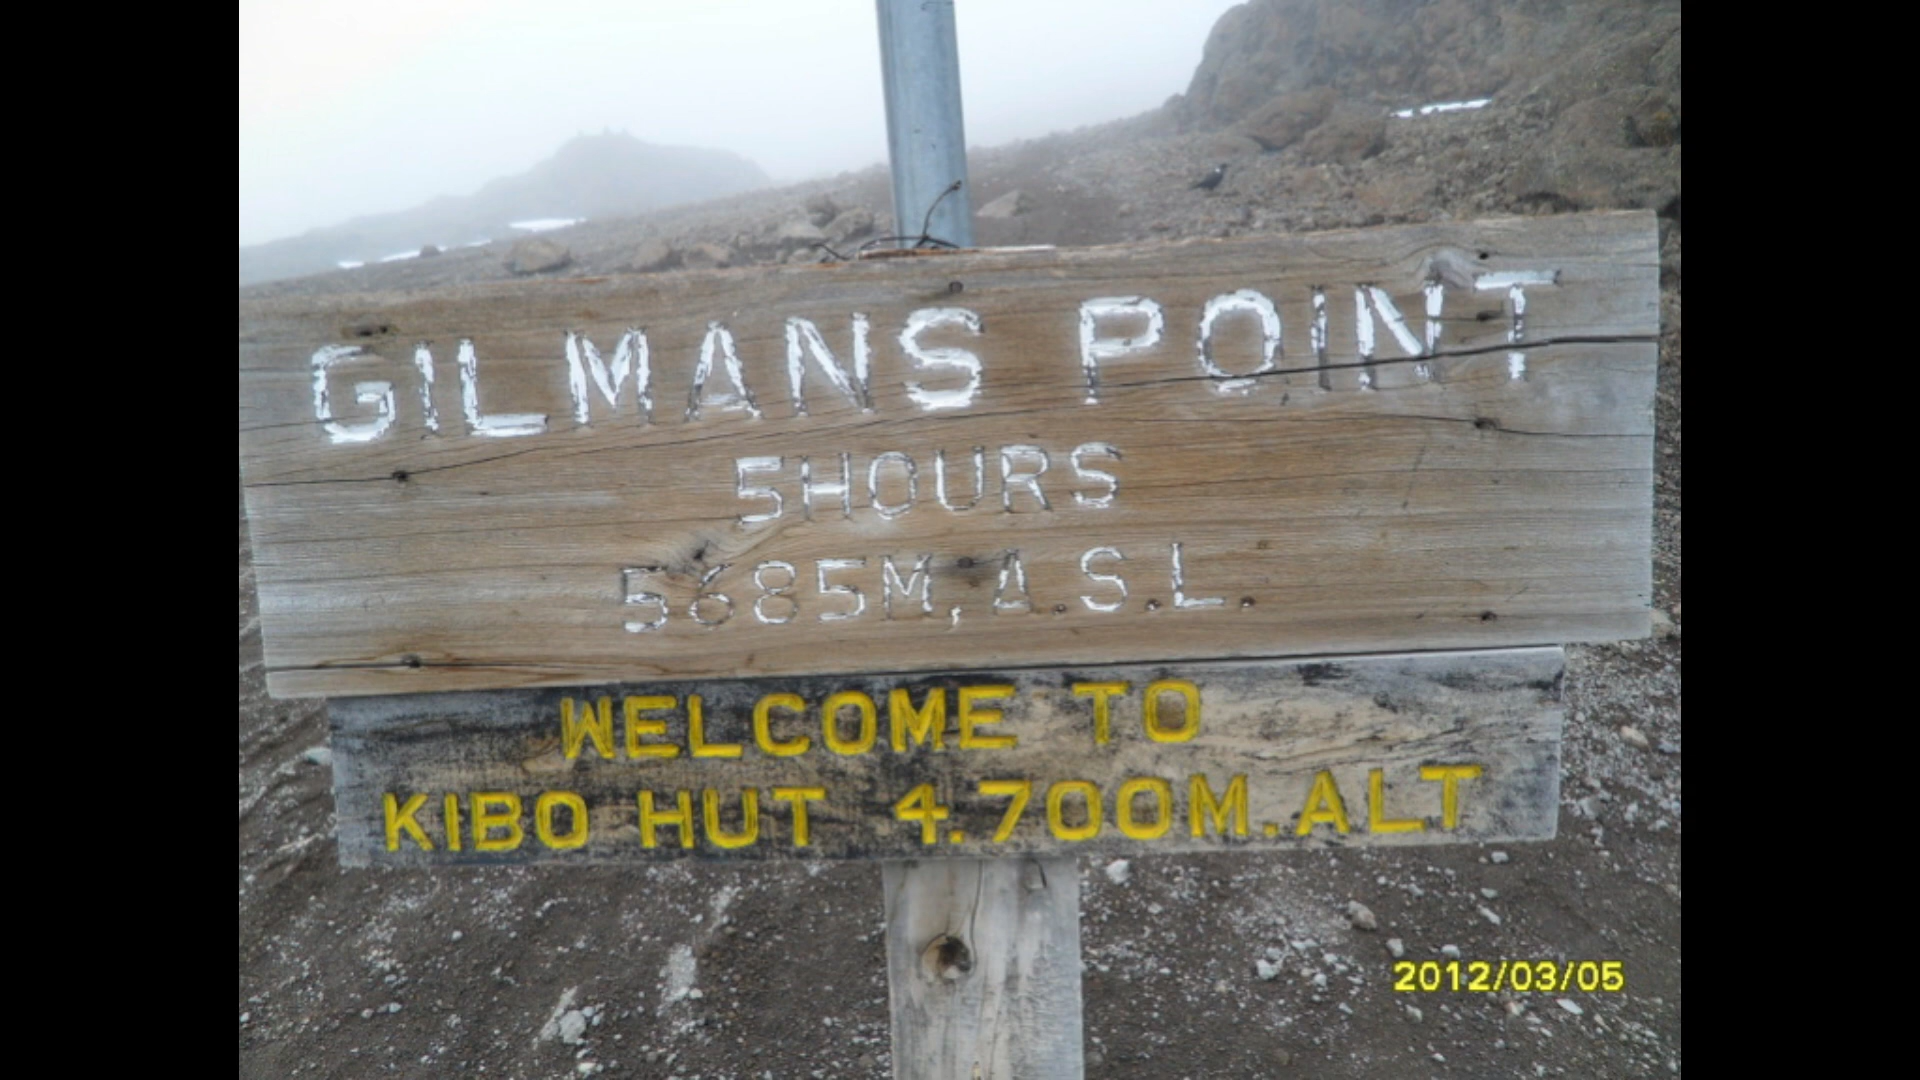 GILMANS POINT
5HOURS
5685M, A.S.L.
WELCOME TO
KIBO HUT 4.700M.ALT
2012/03/05